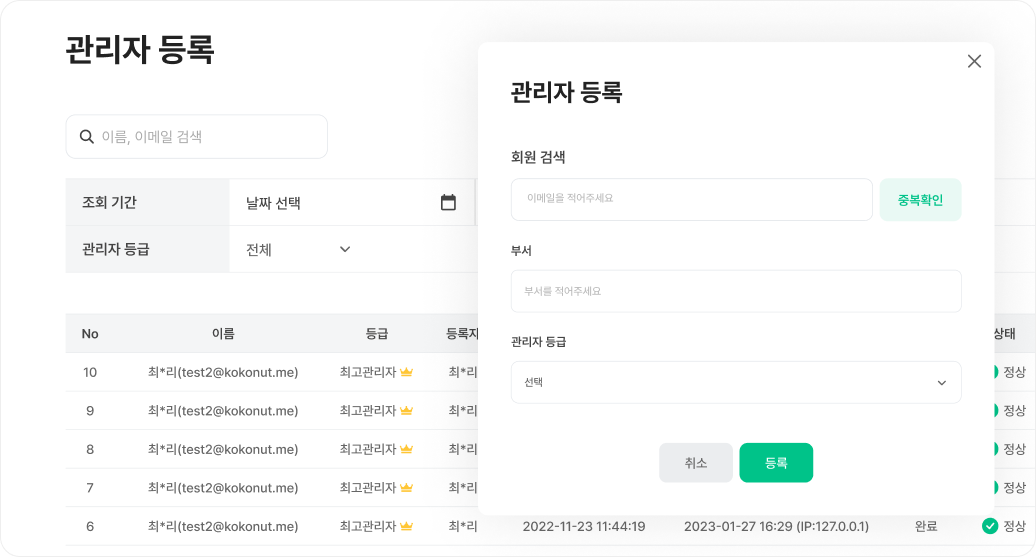 관리자 등록
이름, 이메일 검색
조회 기간 날짜 선택
관리자 등급 전체
No 이름 등급 등록자 상태
10 최*리(test2@kokonut.me) 최고관리자 최*리 정상
9 최*리(test2@kokonut.me) 최고관리자 최*리 정상
8 최*리(test2@kokonut.me) 최고관리자 최*리 정상
7 최*리(test2@kokonut.me) 최고관리자 최*리 정상
6 최*리(test2@kokonut.me) 최고관리자 최*리 2022-11-23 11:44:19 2023-01-27 16:29 (IP:127.0.0.1) 완료 정상
관리자 등록
회원 검색
이메일을 적어주세요 중복확인
부서
부서를 적어주세요
관리자 등급
선택
취소 등록